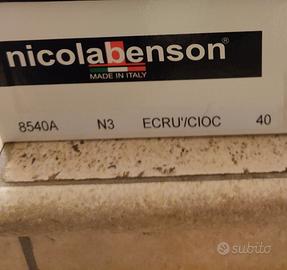 nicolabenson®
MADE IN ITALY
8540A N3 ECRU'/CIOC 40
subito